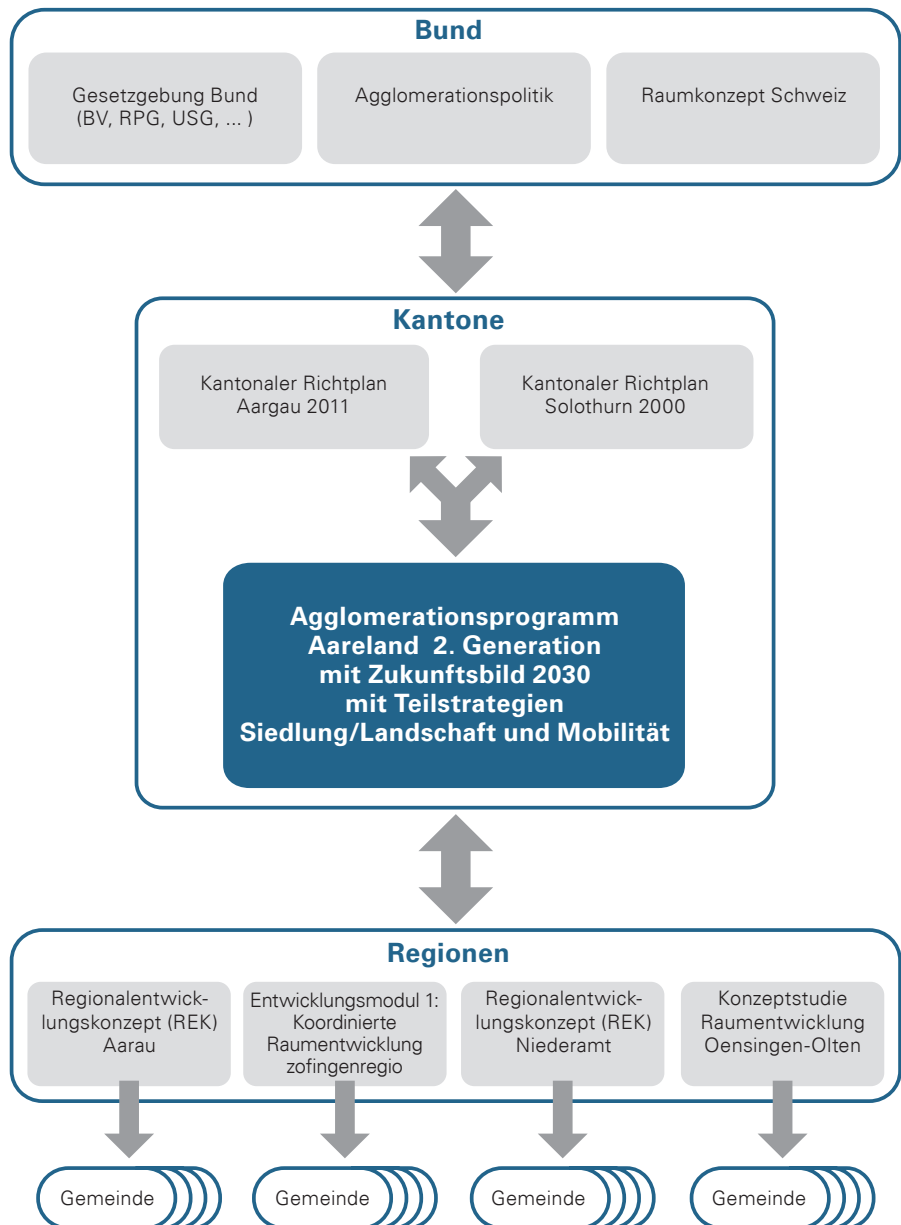 Bund
Gesetzgebung Bund
(BV, RPG, USG, ... )
Agglomerationspolitik
Raumkonzept Schweiz
Kantone
Kantonaler Richtplan
Aargau 2011
Kantonaler Richtplan
Solothurn 2000
Agglomerationsprogramm
Aareland 2. Generation
mit Zukunftsbild 2030
mit Teilstrategien
Siedlung/Landschaft und Mobilität
Regionen
Regionalentwick-
lungskonzept (REK)
Aarau
Entwicklungsmodul 1:
Koordinierte
Raumentwicklung
zofingenregio
Regionalentwick-
lungskonzept (REK)
Niederamt
Konzeptstudie
Raumentwicklung
Oensingen-Olten
Gemeinde
Gemeinde
Gemeinde
Gemeinde